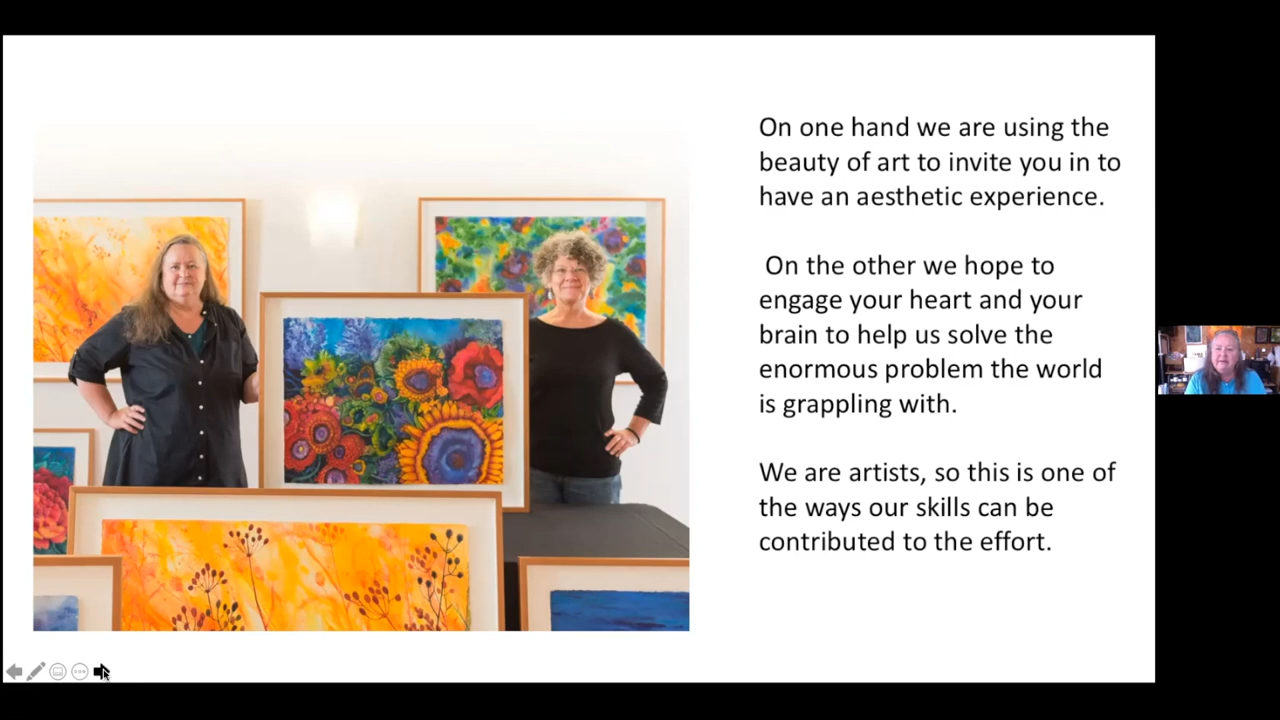 On one hand we are using the
beauty of art to invite you in to
have an aesthetic experience.
On the other we hope to
engage your heart and your
brain to help us solve the
enormous problem the world
is grappling with.
We are artists, so this is one of
the ways our skills can be
contributed to the effort.